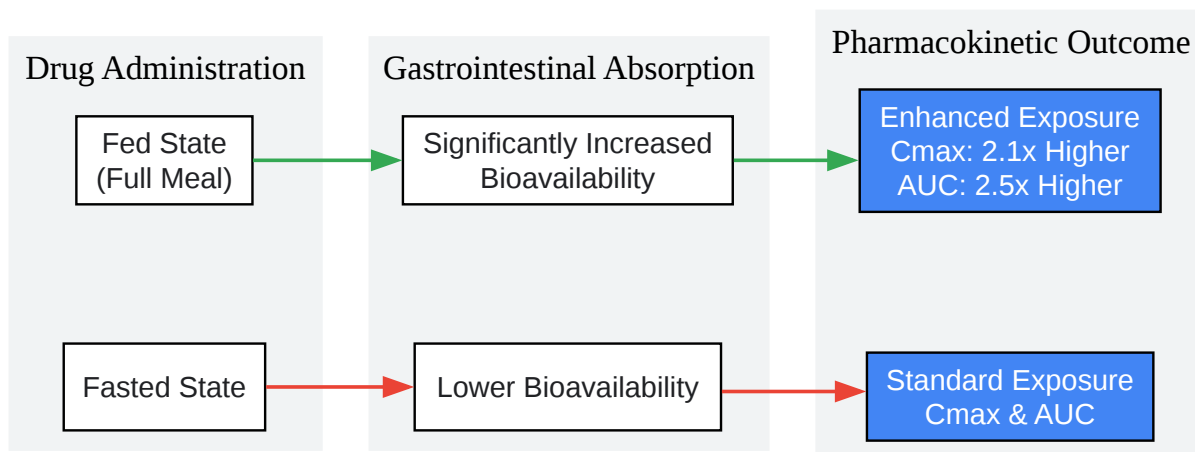 Drug Administration
Fed State
(Full Meal)
Fasted State
Gastrointestinal Absorption
Significantly Increased
Bioavailability
Lower Bioavailability
Pharmacokinetic Outcome
Enhanced Exposure
Cmax: 2.1x Higher
AUC: 2.5x Higher
Standard Exposure
Cmax & AUC